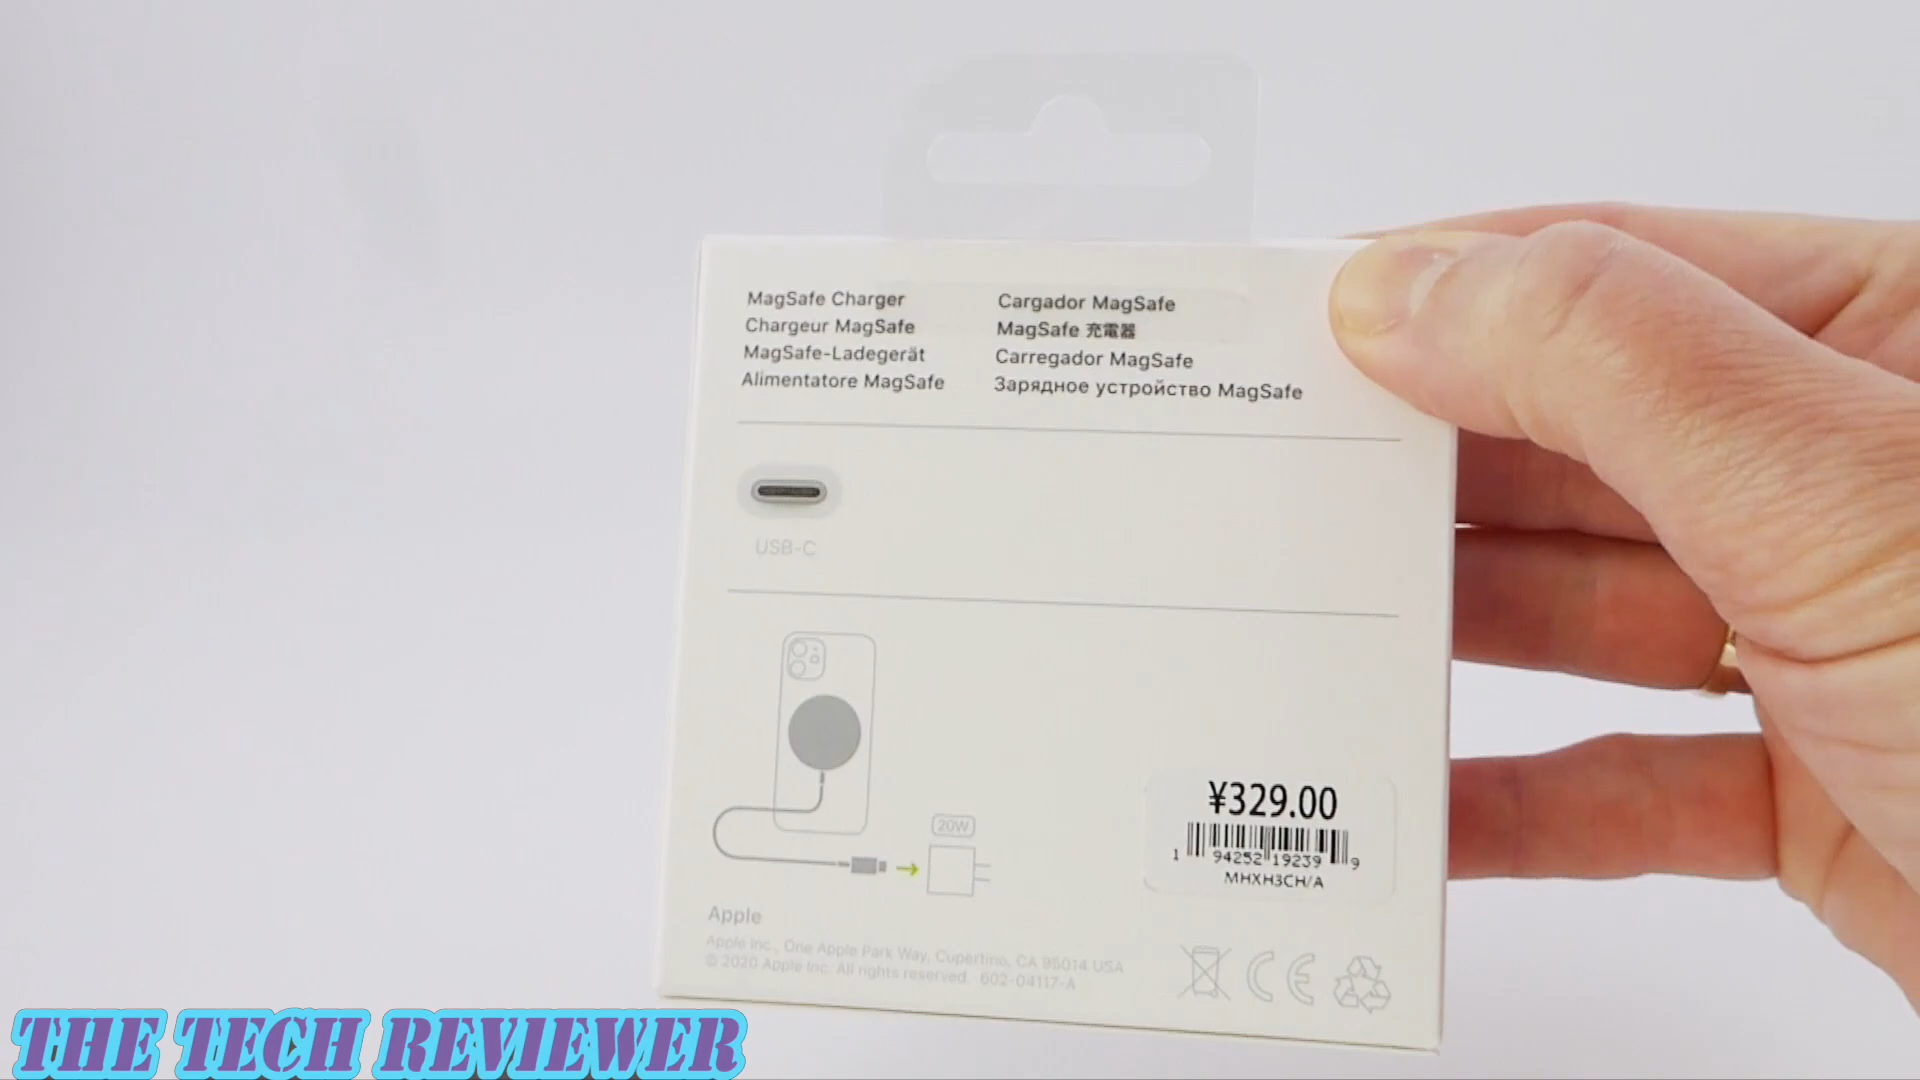 MagSafe Charger
Chargeur MagSafe
MagSafe-Ladegerät
Alimentatore MagSafe
Cargador MagSafe
MagSafe 充電器
Carregador MagSafe
Зарядное устройство MagSafe
USB-C
20W
¥329.00
1 94252 19239 9
MHXH3CH/A
Apple
Apple Inc., One Apple Park Way, Cupertino, CA 95014 USA
© 2020 Apple Inc. All rights reserved. 602-04117-A
CE
THE TECH REVIEWER